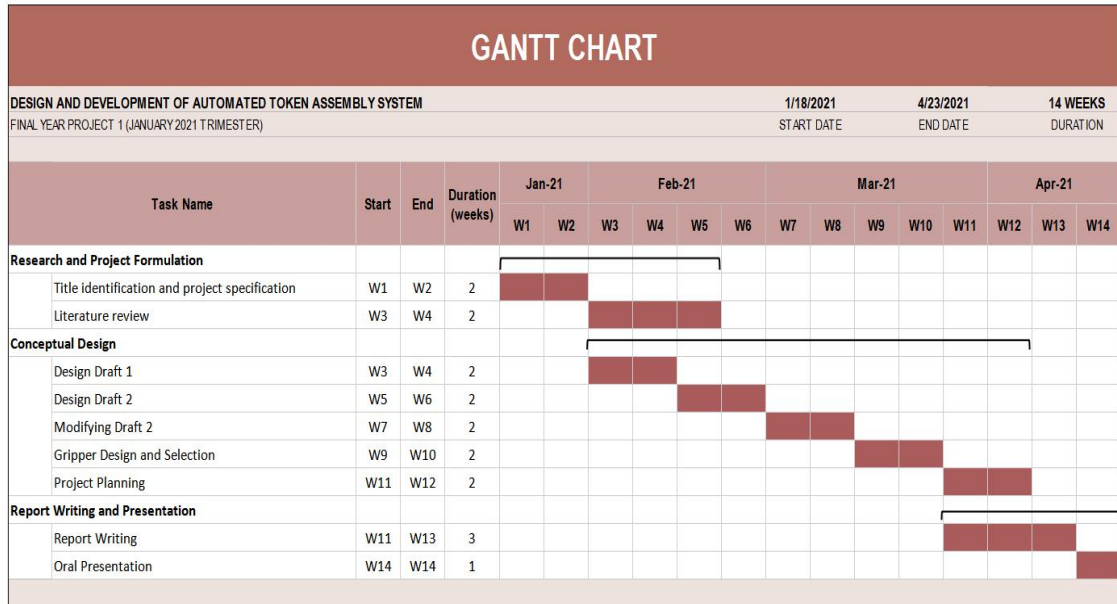 GANTT CHART
DESIGN AND DEVELOPMENT OF AUTOMATED TOKEN ASSEMBLY SYSTEM 1/18/2021 4/23/2021 14 WEEKS
FINAL YEAR PROJECT 1 (JANUARY 2021 TRIMESTER) START DATE END DATE DURATION
Task Name Start End Duration (weeks) Jan-21 Feb-21 Mar-21 Apr-21
W1 W2 W3 W4 W5 W6 W7 W8 W9 W10 W11 W12 W13 W14
Research and Project Formulation
Title identification and project specification W1 W2 2
Literature review W3 W4 2
Conceptual Design
Design Draft 1 W3 W4 2
Design Draft 2 W5 W6 2
Modifying Draft 2 W7 W8 2
Gripper Design and Selection W9 W10 2
Project Planning W11 W12 2
Report Writing and Presentation
Report Writing W11 W13 3
Oral Presentation W14 W14 1